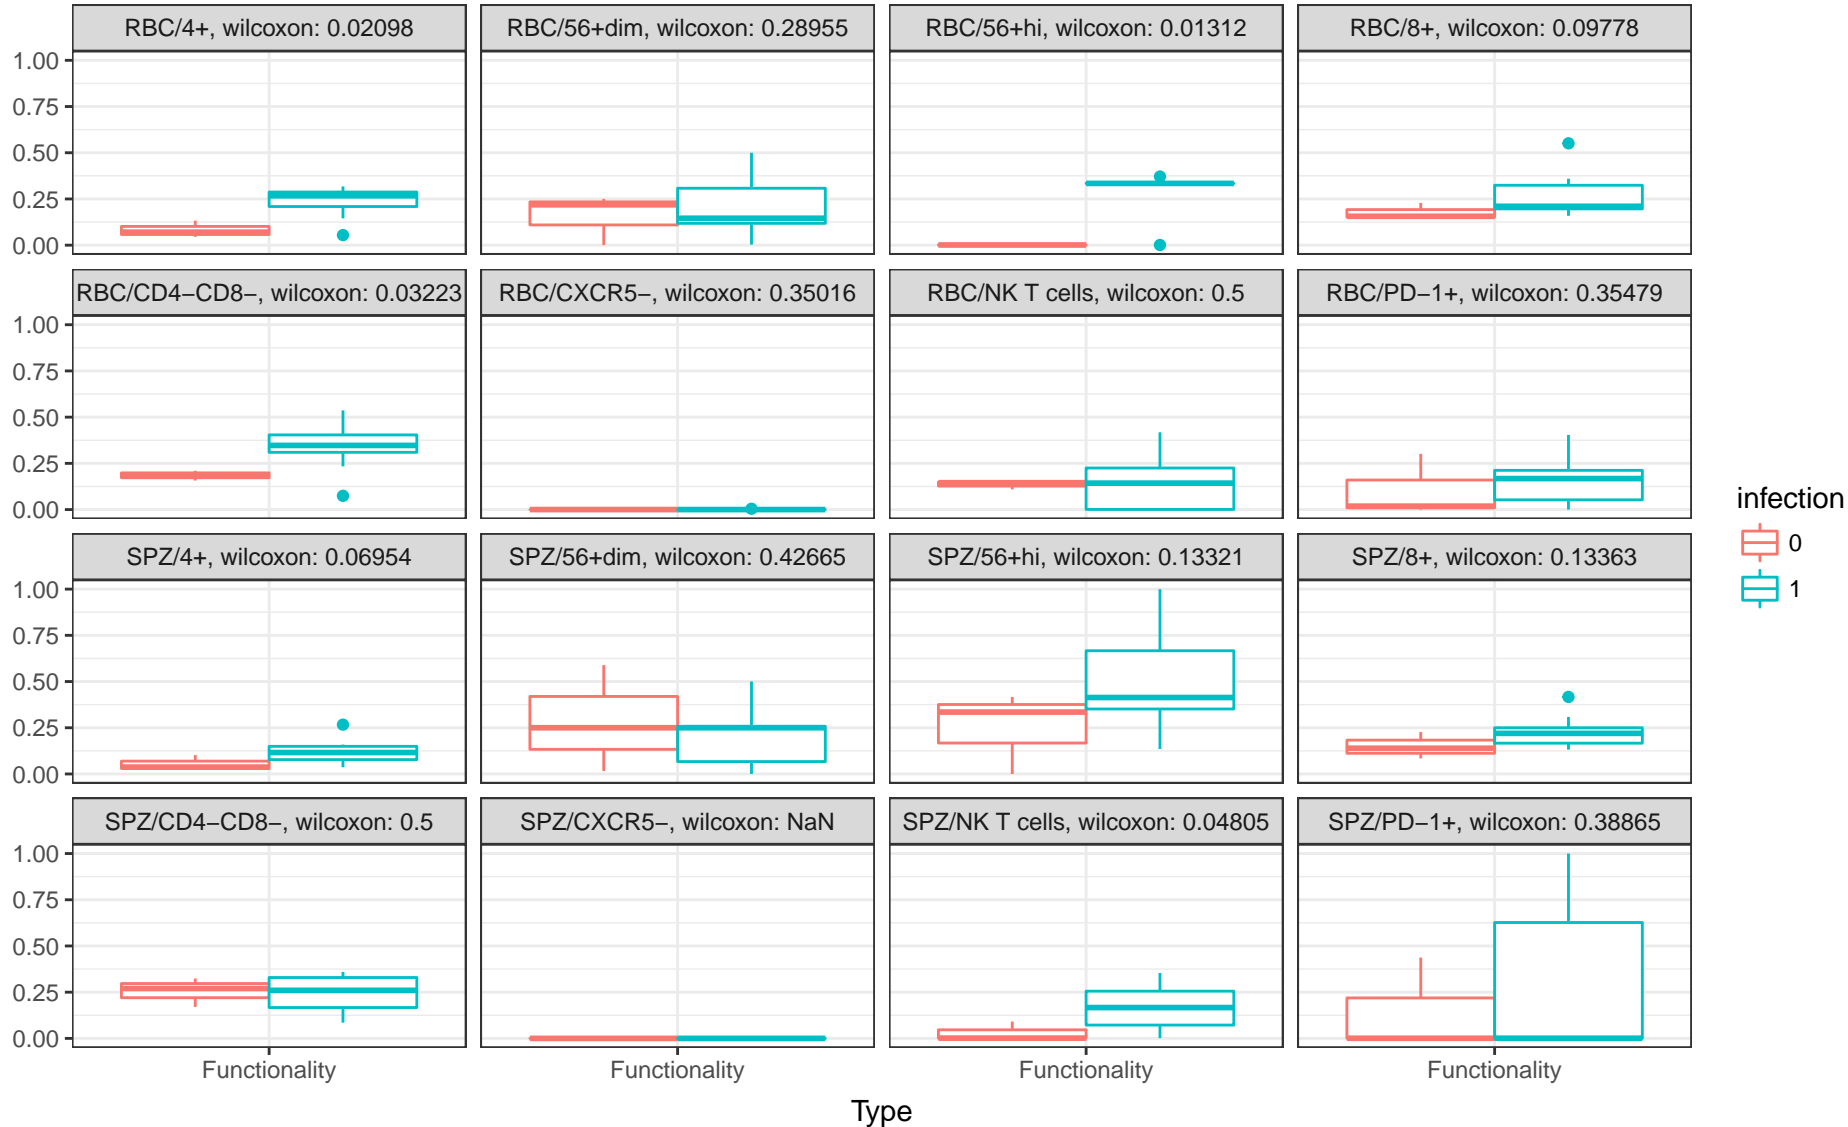 RBC/4+, wilcoxon: 0.02098
RBC/56+dim, wilcoxon: 0.28955
RBC/56+hi, wilcoxon: 0.01312
RBC/8+, wilcoxon: 0.09778
1.00
0.75
0.50
0.25
0.00
RBC/CD4−CD8−, wilcoxon: 0.03223
RBC/CXCR5−, wilcoxon: 0.35016
RBC/NK T cells, wilcoxon: 0.5
RBC/PD−1+, wilcoxon: 0.35479
1.00
0.75
0.50
0.25
0.00
SPZ/4+, wilcoxon: 0.06954
SPZ/56+dim, wilcoxon: 0.42665
SPZ/56+hi, wilcoxon: 0.13321
SPZ/8+, wilcoxon: 0.13363
1.00
0.75
0.50
0.25
0.00
SPZ/CD4−CD8−, wilcoxon: 0.5
SPZ/CXCR5−, wilcoxon: NaN
SPZ/NK T cells, wilcoxon: 0.04805
SPZ/PD−1+, wilcoxon: 0.38865
1.00
0.75
0.50
0.25
0.00
Functionality
Functionality
Functionality
Functionality
Type
infection
0
1